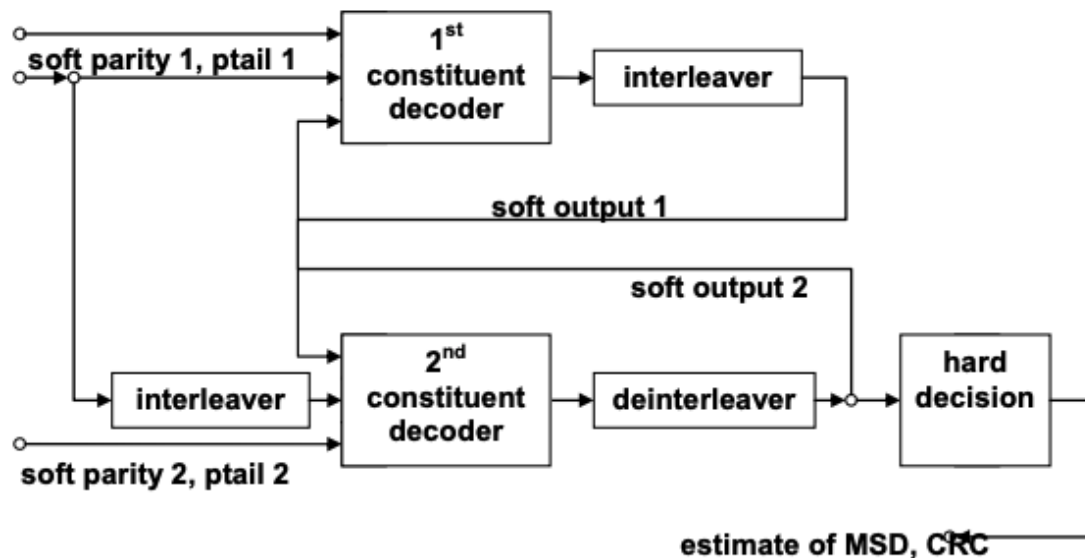 soft parity 1, ptail 1
1st
constituent
decoder
interleaver
soft output 1
soft output 2
interleaver
2nd
constituent
decoder
deinterleaver
hard
decision
soft parity 2, ptail 2
estimate of MSD, CRC